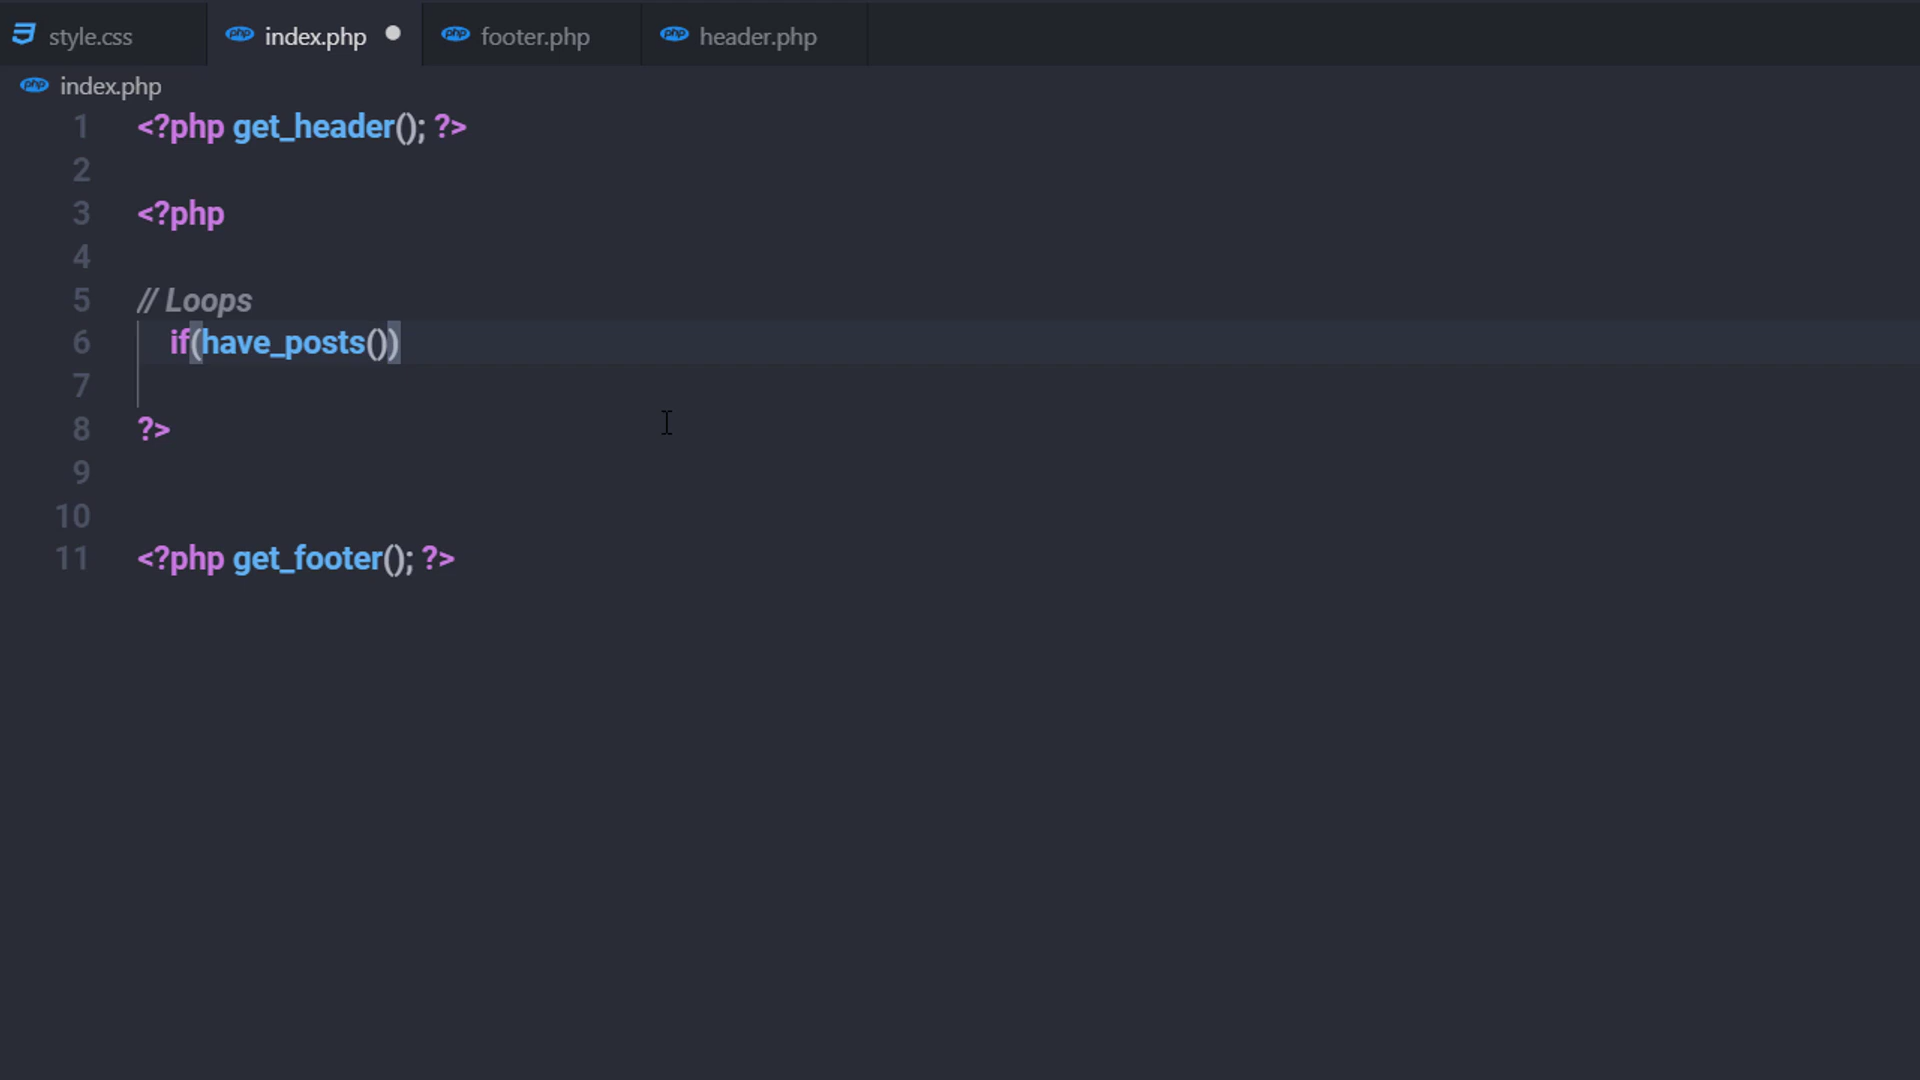 style.css index.php footer.php header.php
index.php
1 <?php get_header(); ?>
2
3 <?php
4
5 // Loops
6 if(have_posts())
7
8 ?>
9
10
11 <?php get_footer(); ?>